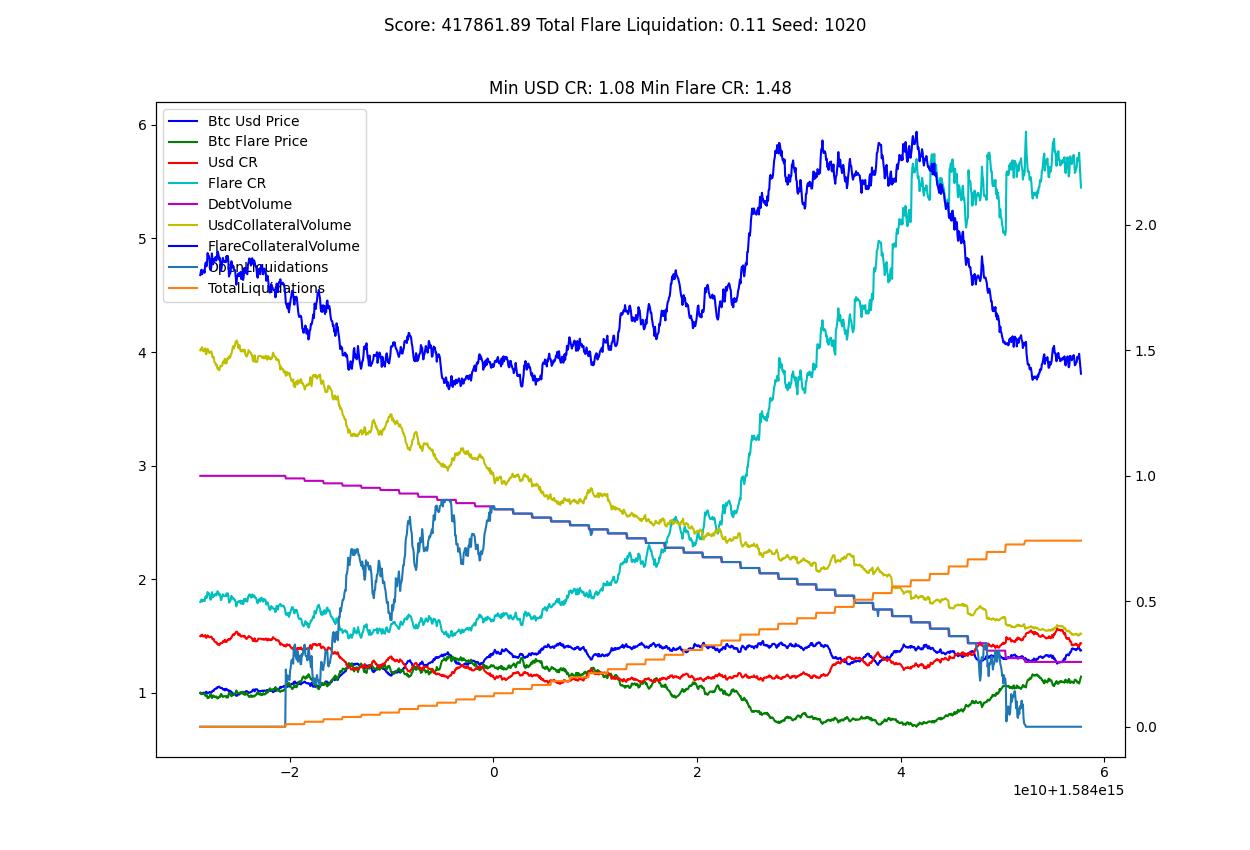 Score: 417861.89 Total Flare Liquidation: 0.11 Seed: 1020
Min USD CR: 1.08 Min Flare CR: 1.48
Btc Usd Price
Btc Flare Price
Usd CR
Flare CR
DebtVolume
UsdCollateralVolume
FlareCollateralVolume
OpenLiquidations
TotalLiquidations
6
5
4
3
2
1
2.0
1.5
1.0
0.5
0.0
−2
0
2
4
6
1e10+1.584e15